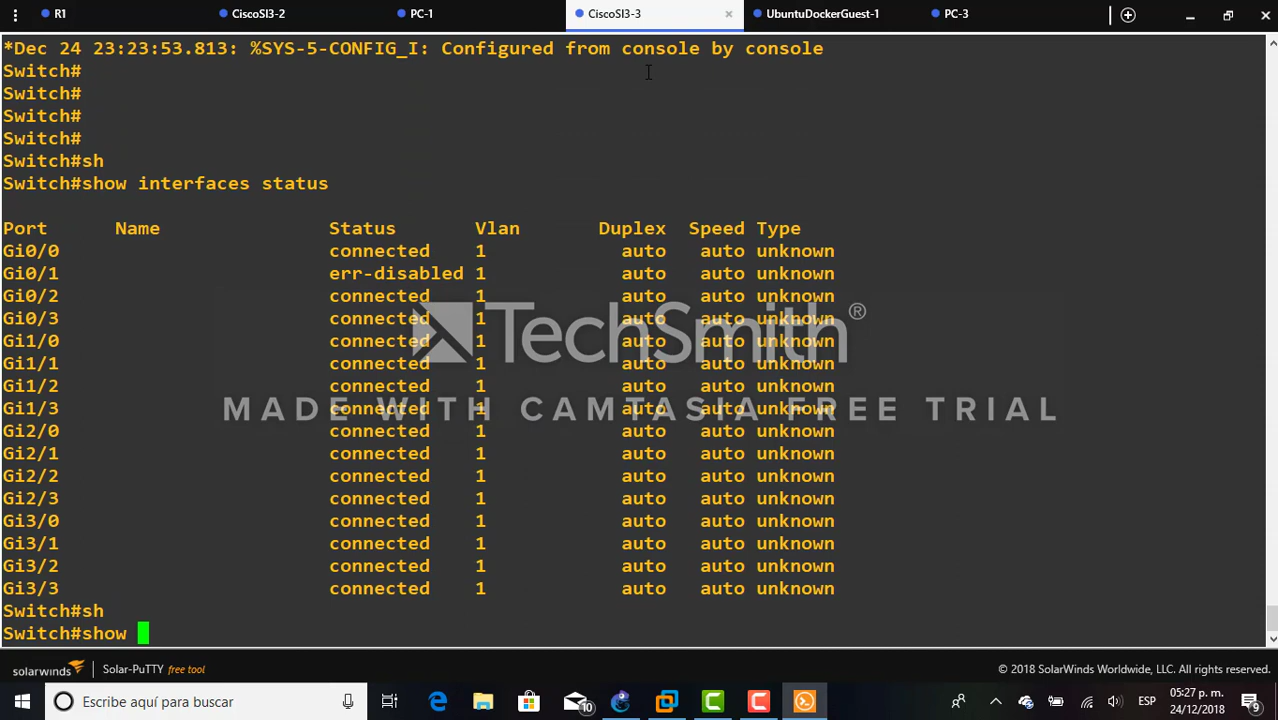 R1 CiscoSI3-2 PC-1 CiscoSI3-3 × UbuntuDockerGuest-1 PC-3
*Dec 24 23:23:53.813: %SYS-5-CONFIG_I: Configured from console by console
Switch#
Switch#
Switch#
Switch#
Switch#sh
Switch#show interfaces status
Port Name Status Vlan Duplex Speed Type
Gi0/0 connected 1 auto auto unknown
Gi0/1 err-disabled 1 auto auto unknown
Gi0/2 connected 1 auto auto unknown
Gi0/3 connected 1 auto auto unknown
Gi1/0 connected 1 auto auto unknown
Gi1/1 connected 1 auto auto unknown
Gi1/2 connected 1 auto auto unknown
Gi1/3 connected 1 auto auto unknown
Gi2/0 connected 1 auto auto unknown
Gi2/1 connected 1 auto auto unknown
Gi2/2 connected 1 auto auto unknown
Gi2/3 connected 1 auto auto unknown
Gi3/0 connected 1 auto auto unknown
Gi3/1 connected 1 auto auto unknown
Gi3/2 connected 1 auto auto unknown
Gi3/3 connected 1 auto auto unknown
Switch#sh
Switch#show
TechSmith®
MADE WITH CAMTASIA FREE TRIAL
solarwinds Solar-PuTTY free tool © 2018 SolarWinds Worldwide, LLC. All rights reserved.
Escribe aquí para buscar 10 ESP 05:27 p. m.
24/12/2018 9